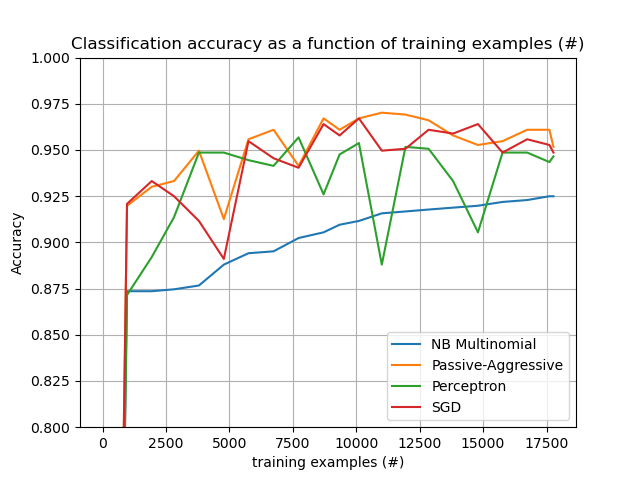 Classification accuracy as a function of training examples (#)
1.000
0.975
0.950
0.925
0.900
0.875
0.850
0.825
0.800
Accuracy
NB Multinomial
Passive-Aggressive
Perceptron
SGD
0 2500 5000 7500 10000 12500 15000 17500
training examples (#)